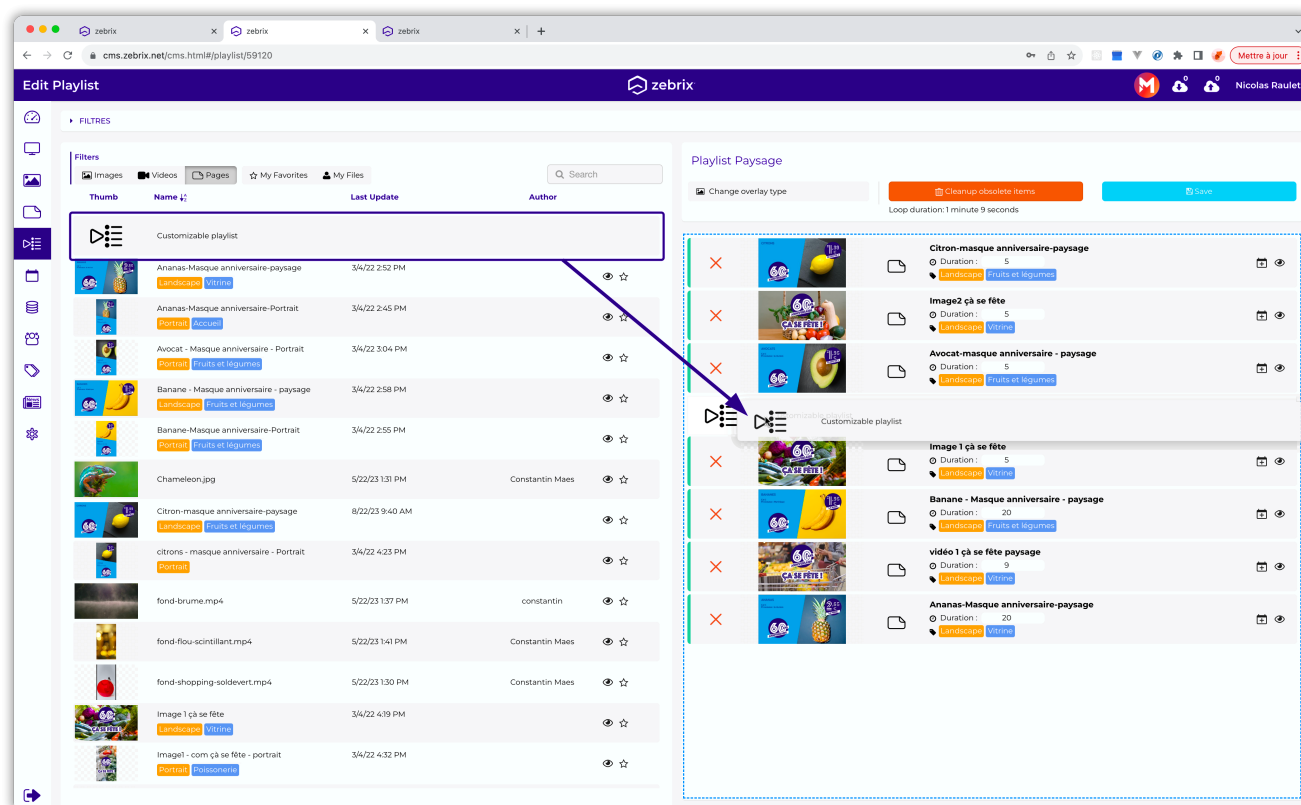 zebrix
zebrix
zebrix
cms.zebrix.net/cms.html#/playlist/59120
Mettre à jour
Edit Playlist
zebrix
0
0
Nicolas Raulet
FILTRES
Filters
Images Videos Pages My Favorites My Files
Search
Thumb Name Last Update Author
Customizable playlist
Ananas-Masque anniversaire-paysage 3/4/22 2:52 PM
Landscape Vitrine
Ananas-Masque anniversaire-Portrait 3/4/22 2:45 PM
Portrait Accueil
Avocat - Masque anniversaire - Portrait 3/4/22 3:04 PM
Portrait Fruits et légumes
Banane - Masque anniversaire - paysage 3/4/22 2:58 PM
Landscape Fruits et légumes
Banane-Masque anniversaire-Portrait 3/4/22 2:55 PM
Portrait Fruits et légumes
Chameleon.jpg 5/22/23 1:31 PM Constantin Maes
Citron-masque anniversaire-paysage 8/22/23 9:40 AM
Landscape Fruits et légumes
citrons - masque anniversaire - Portrait 3/4/22 4:23 PM
Portrait
fond-brume.mp4 5/22/23 1:37 PM constantin
fond-flou-scintillant.mp4 5/22/23 1:41 PM Constantin Maes
fond-shopping-soldevert.mp4 5/22/23 1:30 PM Constantin Maes
Image 1 çà se fête 3/4/22 4:19 PM
Landscape Vitrine
Image1 - com çà se fête - portrait 3/4/22 4:32 PM
Portrait Poissonerie
Playlist Paysage
Change overlay type
Cleanup obsolete items
Save
Loop duration: 1 minute 9 seconds
Citron-masque anniversaire-paysage
Duration : 5
Landscape Fruits et légumes
Image2 çà se fête
Duration : 5
Landscape Vitrine
ÇA SE FÊTE !
Avocat-masque anniversaire - paysage
Duration : 5
Landscape Fruits et légumes
Customizable playlist
Image 1 çà se fête
Duration : 5
Landscape Vitrine
ÇA SE FÊTE !
Banane - Masque anniversaire - paysage
Duration : 20
Landscape Fruits et légumes
vidéo 1 çà se fête paysage
Duration : 9
Landscape Vitrine
ÇA SE FÊTE !
Ananas-Masque anniversaire-paysage
Duration : 20
Landscape Vitrine